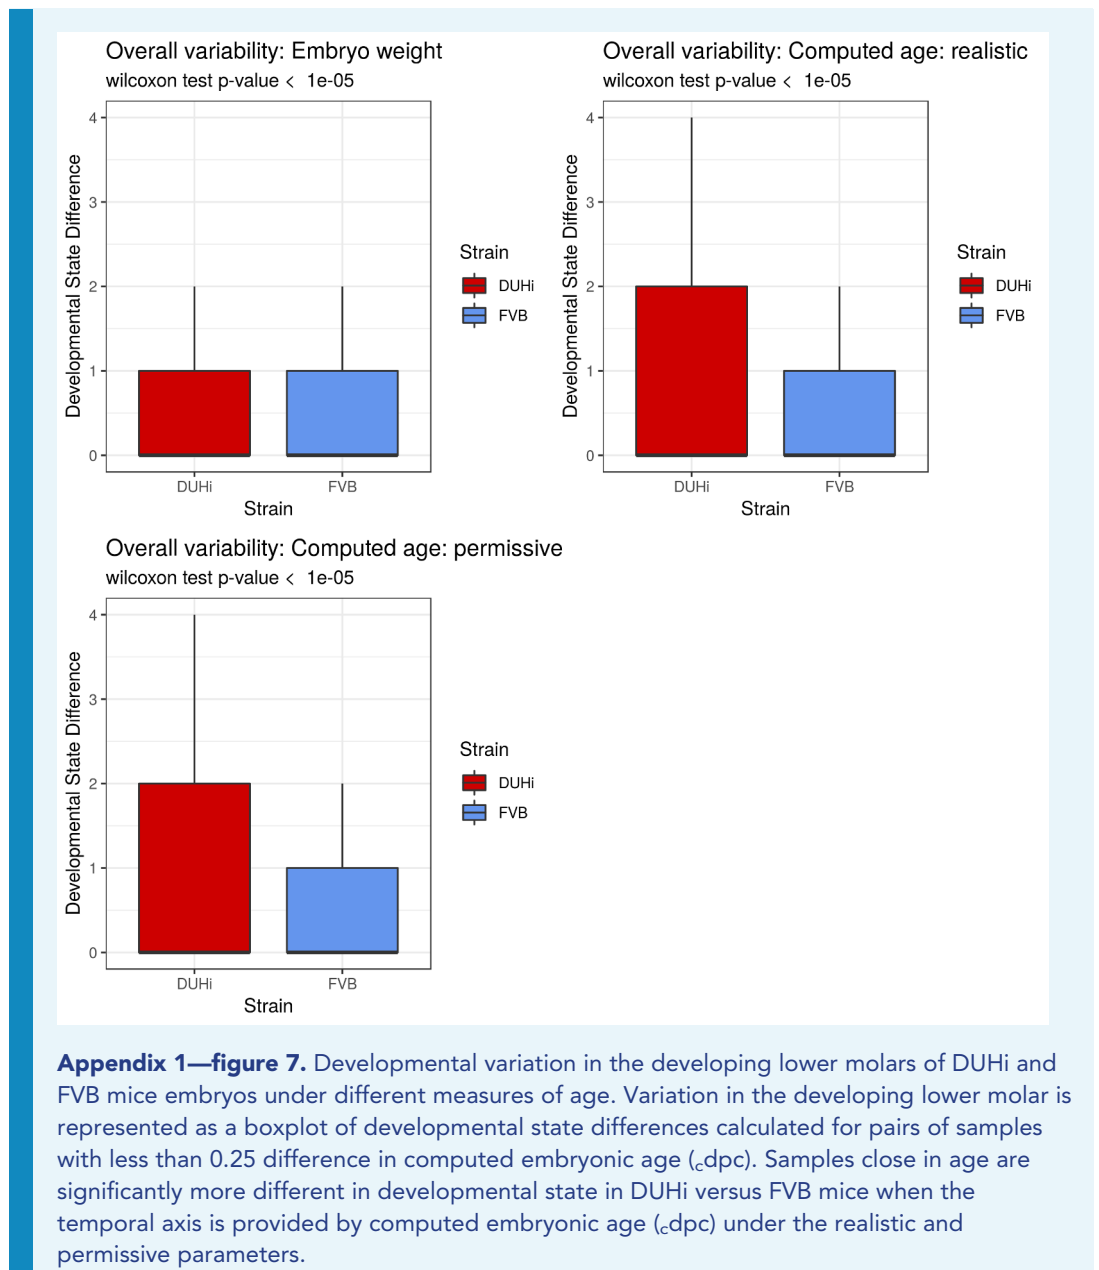 Overall variability: Embryo weight
wilcoxon test p-value < 1e-05
4
3
2
1
0
Developmental State Difference
DUHi
FVB
Strain
Strain
DUHi
FVB
Overall variability: Computed age: realistic
wilcoxon test p-value < 1e-05
4
3
2
1
0
Developmental State Difference
DUHi
FVB
Strain
Strain
DUHi
FVB
Overall variability: Computed age: permissive
wilcoxon test p-value < 1e-05
4
3
2
1
0
Developmental State Difference
DUHi
FVB
Strain
Strain
DUHi
FVB
Appendix 1—figure 7. Developmental variation in the developing lower molars of DUHi and
FVB mice embryos under different measures of age. Variation in the developing lower molar is
represented as a boxplot of developmental state differences calculated for pairs of samples
with less than 0.25 difference in computed embryonic age (cdpc). Samples close in age are
significantly more different in developmental state in DUHi versus FVB mice when the
temporal axis is provided by computed embryonic age (cdpc) under the realistic and
permissive parameters.